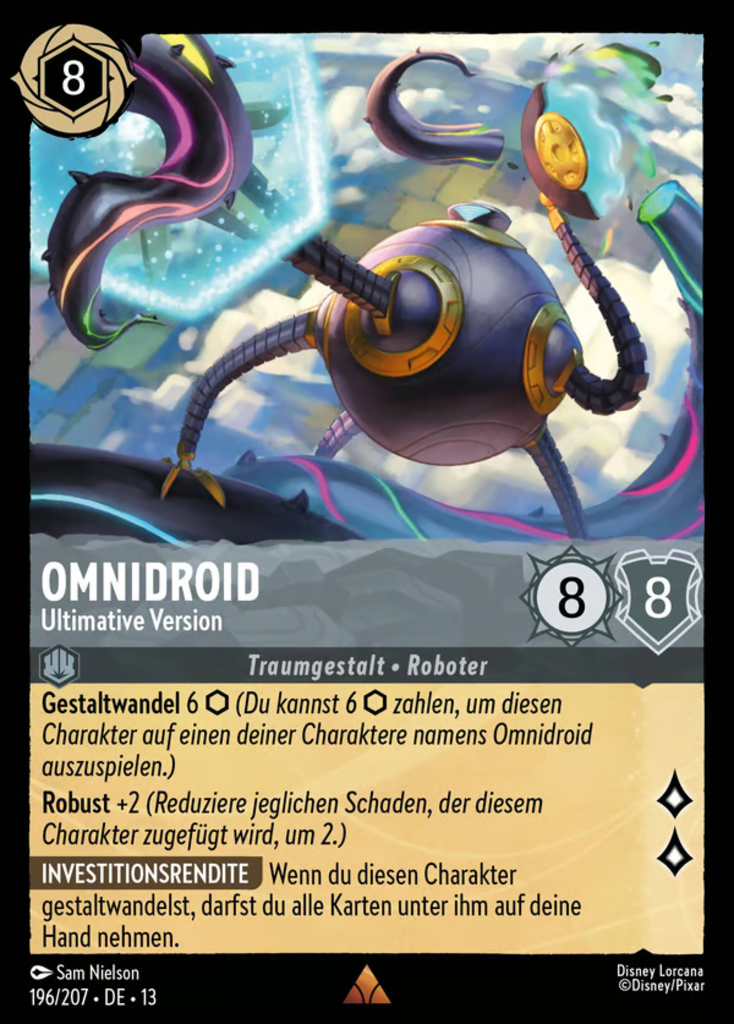 8
OMNIDROID
Ultimative Version
8
8
Traumgestalt • Roboter
Gestaltwandel 6 ⬡ (Du kannst 6 ⬡ zahlen, um diesen
Charakter auf einen deiner Charaktere namens Omnidroid
auszuspielen.)
Robust +2 (Reduziere jeglichen Schaden, der diesem
Charakter zugefügt wird, um 2.)
INVESTITIONSRENDITE Wenn du diesen Charakter
gestaltwandelst, darfst du alle Karten unter ihm auf deine
Hand nehmen.
Sam Nielson
196/207 • DE • 13
Disney Lorcana
©Disney/Pixar